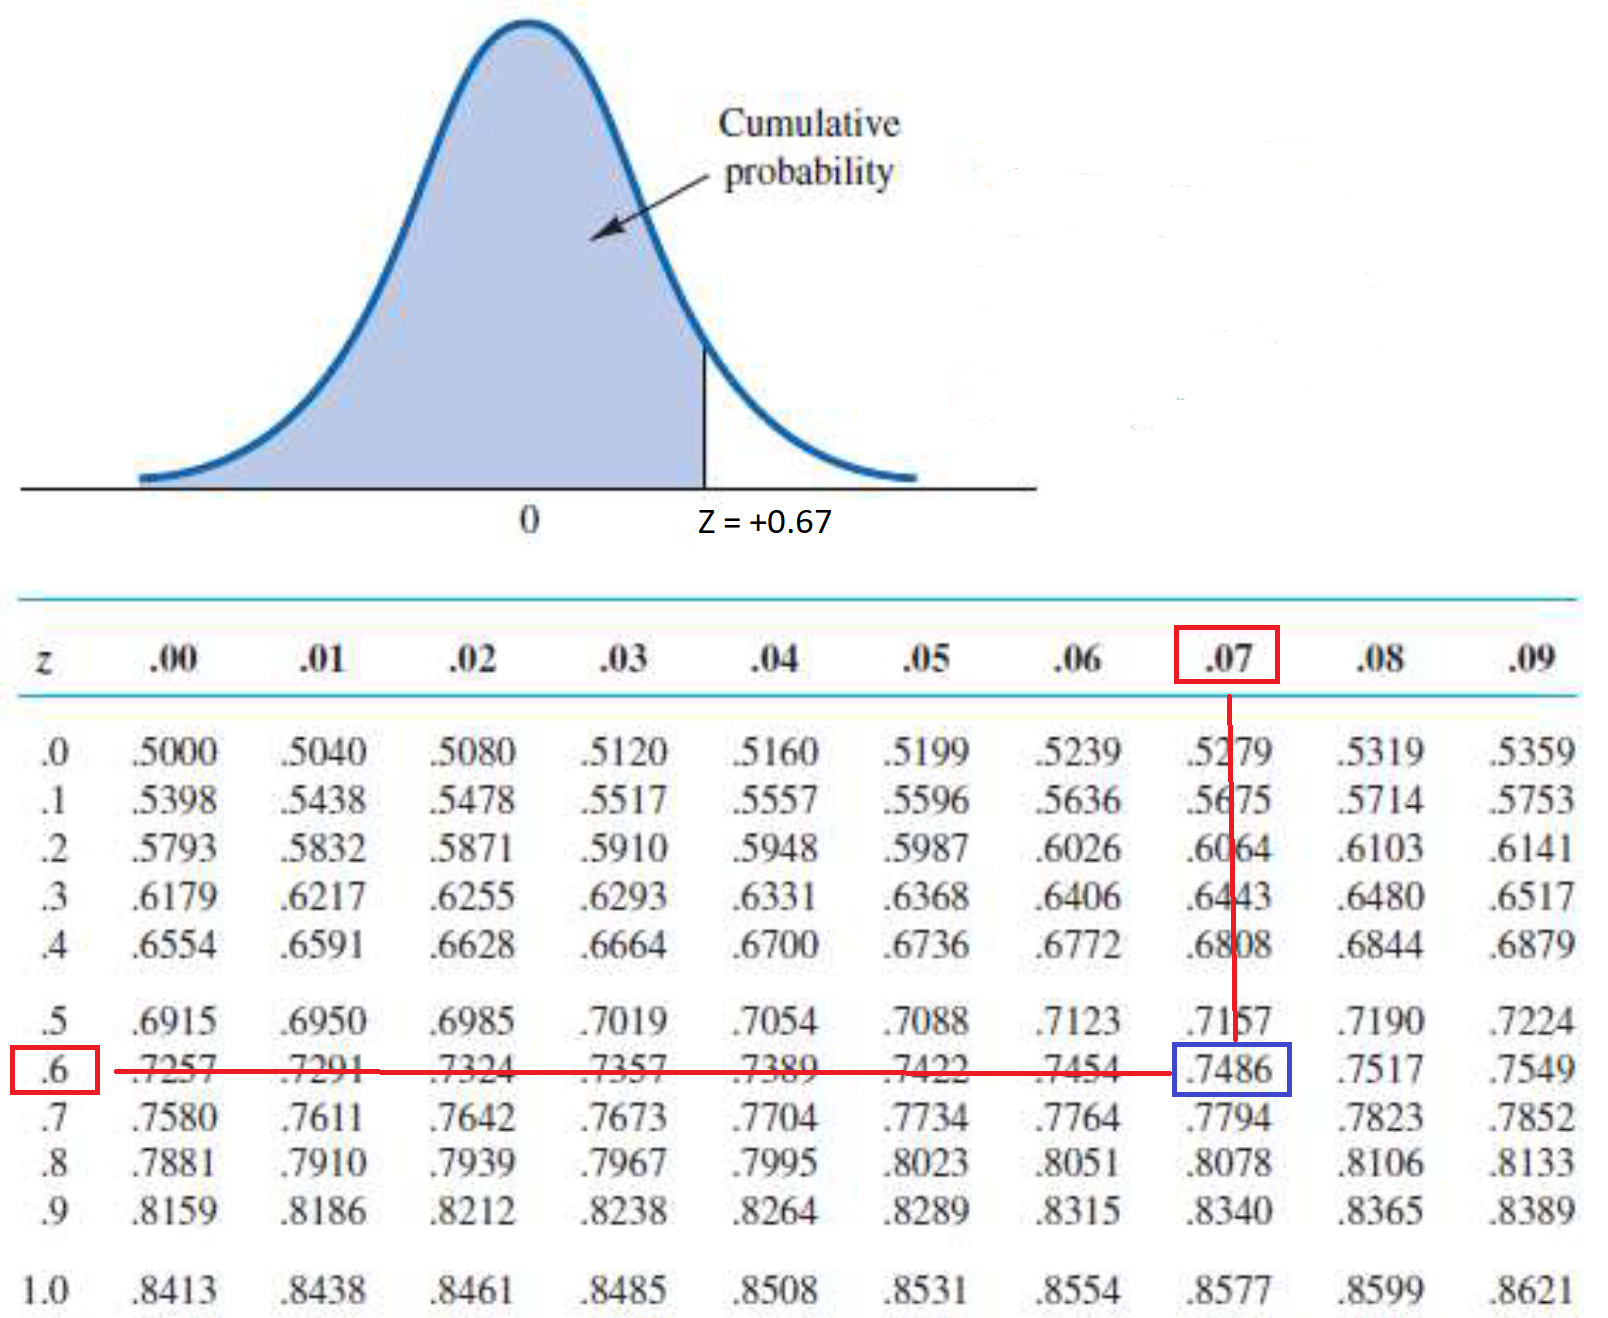 Cumulative
probability
0 Z = +0.67
z .00 .01 .02 .03 .04 .05 .06 .07 .08 .09
.0 .5000 .5040 .5080 .5120 .5160 .5199 .5239 .5279 .5319 .5359
.1 .5398 .5438 .5478 .5517 .5557 .5596 .5636 .5675 .5714 .5753
.2 .5793 .5832 .5871 .5910 .5948 .5987 .6026 .6064 .6103 .6141
.3 .6179 .6217 .6255 .6293 .6331 .6368 .6406 .6443 .6480 .6517
.4 .6554 .6591 .6628 .6664 .6700 .6736 .6772 .6808 .6844 .6879
.5 .6915 .6950 .6985 .7019 .7054 .7088 .7123 .7157 .7190 .7224
.6 .7257 .7291 .7324 .7357 .7389 .7422 .7454 .7486 .7517 .7549
.7 .7580 .7611 .7642 .7673 .7704 .7734 .7764 .7794 .7823 .7852
.8 .7881 .7910 .7939 .7967 .7995 .8023 .8051 .8078 .8106 .8133
.9 .8159 .8186 .8212 .8238 .8264 .8289 .8315 .8340 .8365 .8389
1.0 .8413 .8438 .8461 .8485 .8508 .8531 .8554 .8577 .8599 .8621